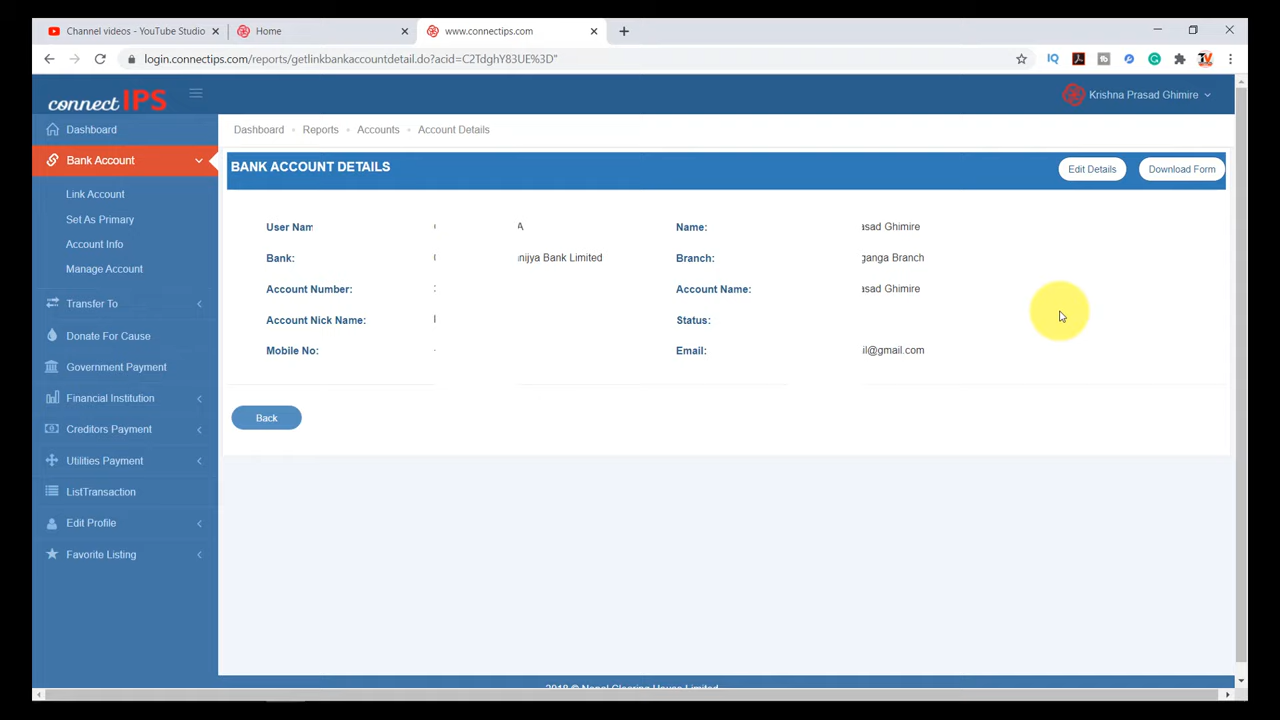 Channel videos - YouTube Studio
Home
www.connectips.com
login.connectips.com/reports/getlinkbankaccountdetail.do?acid=C2TdghY83UE%3D"
connectIPS
Krishna Prasad Ghimire
Dashboard
Bank Account
Link Account
Set As Primary
Account Info
Manage Account
Transfer To
Donate For Cause
Government Payment
Financial Institution
Creditors Payment
Utilities Payment
ListTransaction
Edit Profile
Favorite Listing
Dashboard • Reports • Accounts • Account Details
BANK ACCOUNT DETAILS
Edit Details
Download Form
User Nam A Name: asad Ghimire
Bank: nijya Bank Limited Branch: ganga Branch
Account Number: Account Name: asad Ghimire
Account Nick Name: Status:
Mobile No: Email: il@gmail.com
Back
2018 © Nepal Clearing House Limited